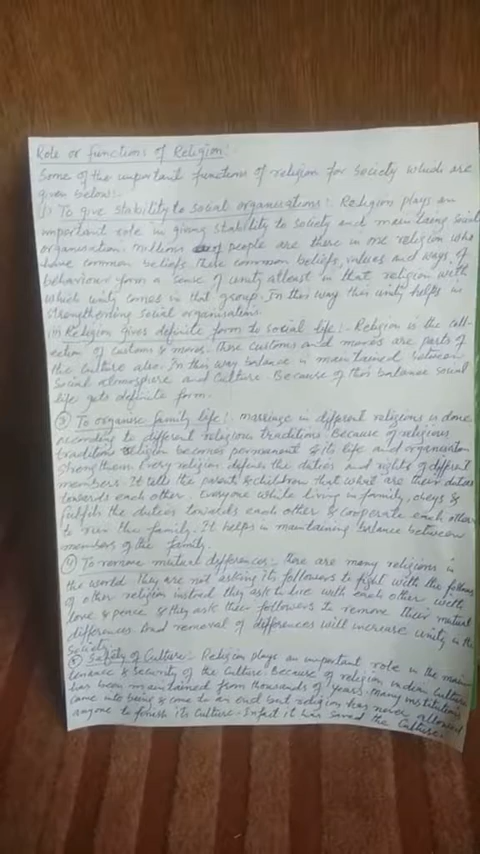 Role or functions of Religion:-
Some of the important functions of religion for society which are
given below:-
(1) To give stability to social organisations:- Religion plays an
important role in giving stability to society and maintaing social
organisation. millions of people are there in one religion who
have common beliefs. These common beliefs, values and ways of
behaviour form a sense of unity atleast in that religion with
which unity comes in that group. In this way this unity helps in
strengthening social organisations.
Religion gives definite form to social life:- Religion is the coll-
ection of customs & mores. These customs and mores are parts of
the culture also. In this way balance is maintained between
social atmosphere and culture. Because of this balance social
life gets definite form.
(3) To organise family life:- marriage in different religions is done
according to different religious traditions. Because of religious
traditions religion becomes permanent & its life and organisation
strengthens. Every religion defines the duties and rights of different
members. It tells the parents & children that what are their duties
towards each other. Everyone while living in family, obeys &
fulfils the duties towards each other & cooperate each other
to run the family. It helps in maintaining balance between
members of the family.
(4) To remove mutual differences:- there are many religions in
the world. They are not asking its followers to fight with the followers
of other religion instead they ask to live with each other with
love & peace & they ask their followers to remove their mutual
differences. And removal of differences will increase unity in the
society.
Safety of Culture:- Religion plays an important role in the main-
tenance & security of the culture. Because of religion indian culture
has been maintained from thousands of years. many institutions
came into being & come to an end but religion has never allowed
anyone to finish its culture. Infact it has saved the culture.